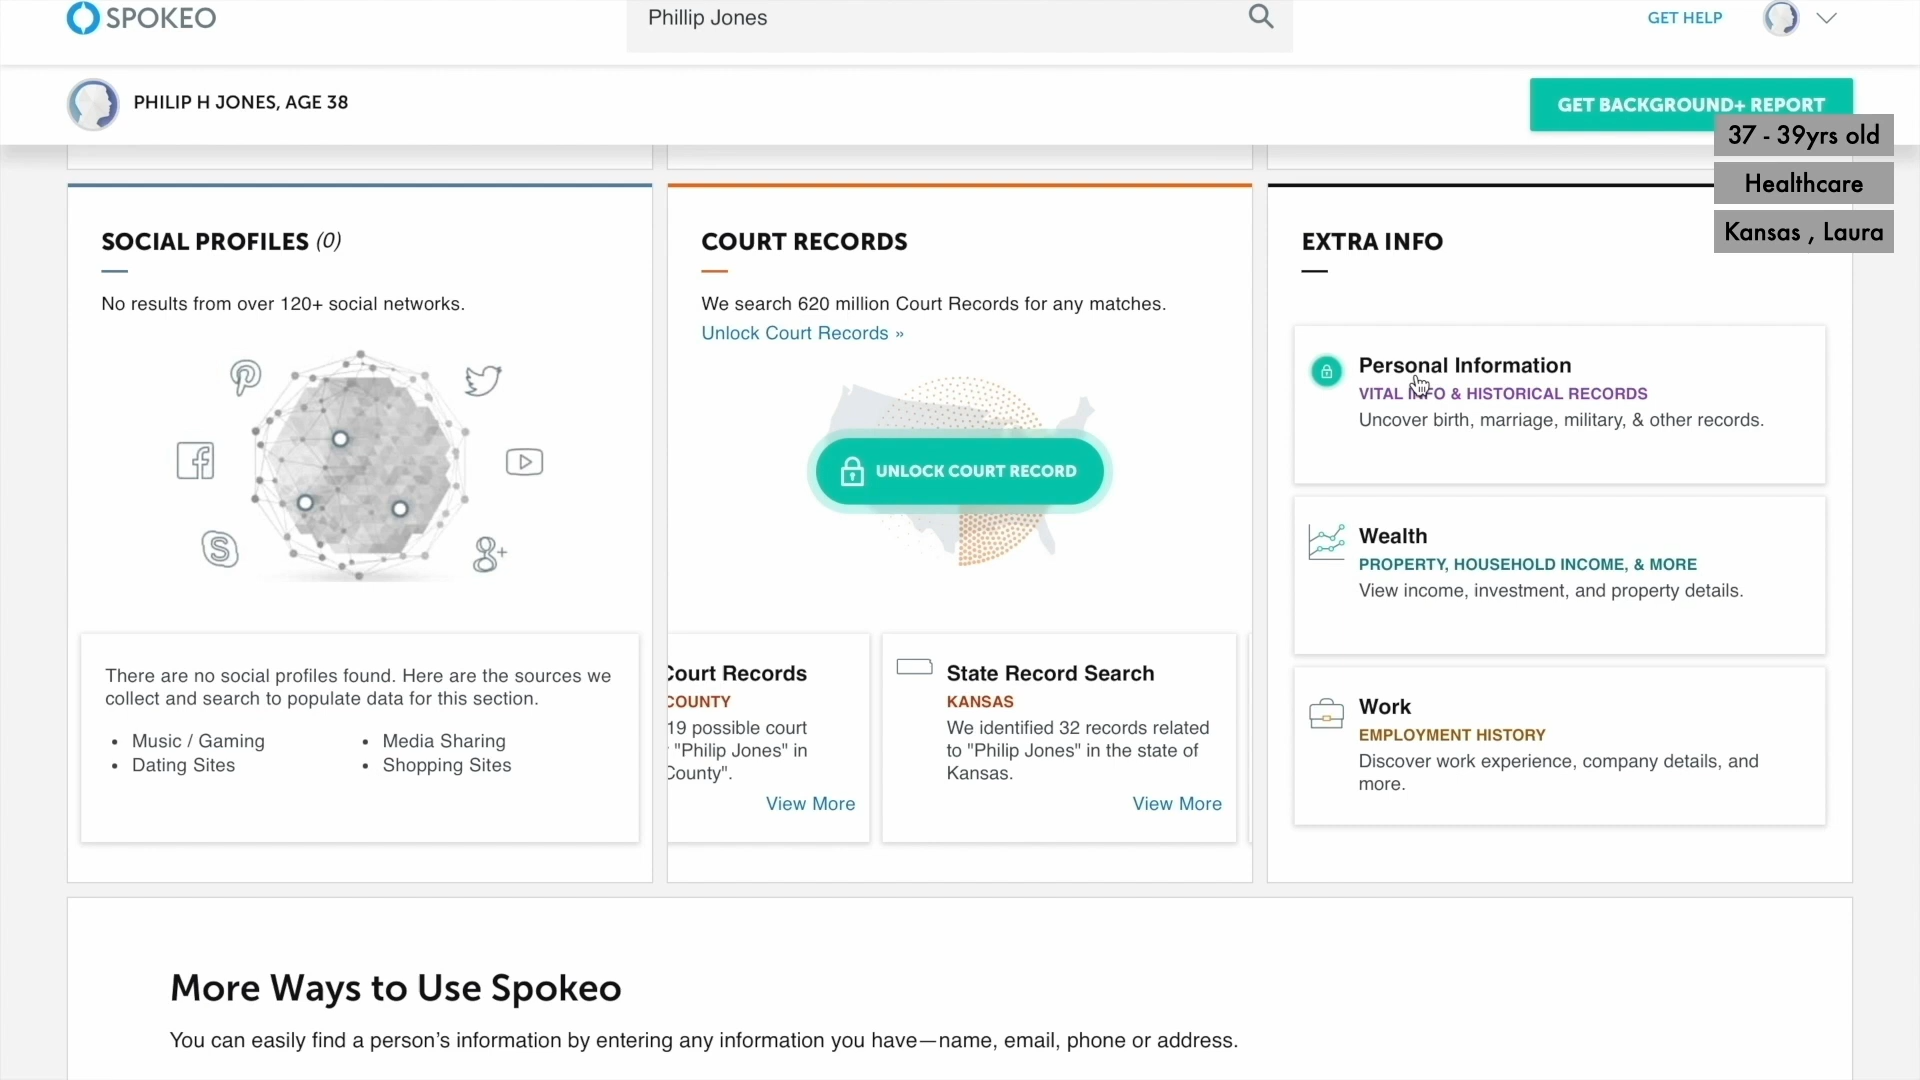 SPOKEO
Phillip Jones
GET HELP
PHILIP H JONES, AGE 38
GET BACKGROUND+ REPORT
37 - 39yrs old
Healthcare
Kansas , Laura
SOCIAL PROFILES (0)
No results from over 120+ social networks.
There are no social profiles found. Here are the sources we
collect and search to populate data for this section.
• Music / Gaming
• Dating Sites
• Media Sharing
• Shopping Sites
COURT RECORDS
We search 620 million Court Records for any matches.
Unlock Court Records »
UNLOCK COURT RECORD
Court Records
COUNTY
19 possible court
"Philip Jones" in
County".
View More
State Record Search
KANSAS
We identified 32 records related
to "Philip Jones" in the state of
Kansas.
View More
EXTRA INFO
Personal Information
VITAL INFO & HISTORICAL RECORDS
Uncover birth, marriage, military, & other records.
Wealth
PROPERTY, HOUSEHOLD INCOME, & MORE
View income, investment, and property details.
Work
EMPLOYMENT HISTORY
Discover work experience, company details, and
more.
More Ways to Use Spokeo
You can easily find a person’s information by entering any information you have—name, email, phone or address.